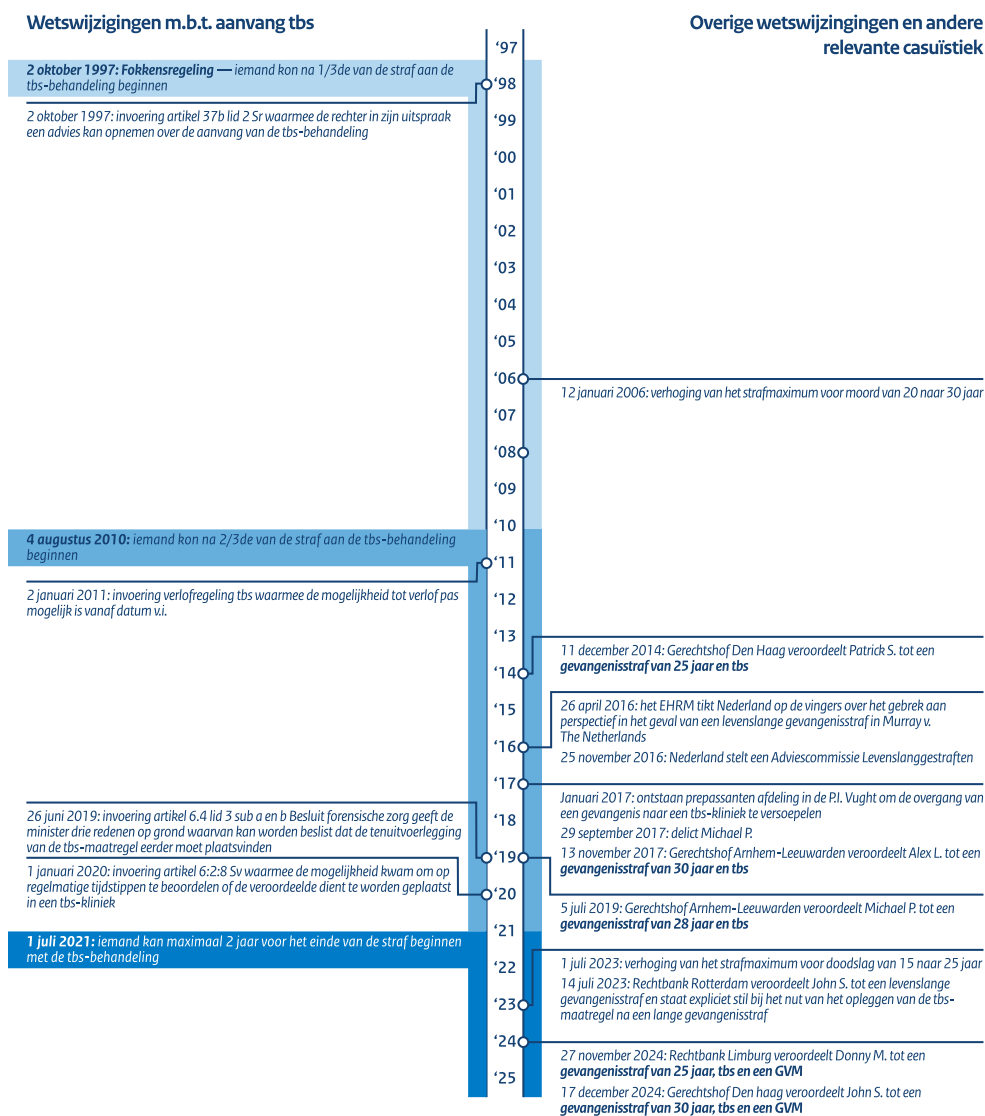 Wetswijzigingen m.b.t. aanvang tbs
Overige wetswijzingingen en andere
relevante casuïstiek
2 oktober 1997: Fokkensregeling — iemand kon na 1/3de van de straf aan de
tbs-behandeling beginnen
2 oktober 1997: invoering artikel 37b lid 2 Sr waarmee de rechter in zijn uitspraak
een advies kan opnemen over de aanvang van de tbs-behandeling
4 augustus 2010: iemand kon na 2/3de van de straf aan de tbs-behandeling
beginnen
2 januari 2011: invoering verlofregeling tbs waarmee de mogelijkheid tot verlof pas
mogelijk is vanaf datum v.i.
26 juni 2019: invoering artikel 6.4 lid 3 sub a en b Besluit forensische zorg geeft de
minister drie redenen op grond waarvan kan worden beslist dat de tenuitvoerlegging
van de tbs-maatregel eerder moet plaatsvinden
1 januari 2020: invoering artikel 6:2:8 Sv waarmee de mogelijkheid kwam om op
regelmatige tijdstippen te beoordelen of de veroordeelde dient te worden geplaatst
in een tbs-kliniek
1 juli 2021: iemand kan maximaal 2 jaar voor het einde van de straf beginnen
met de tbs-behandeling
‘97
‘98
‘99
‘00
‘01
‘02
‘03
‘04
‘05
‘06
‘07
‘08
‘09
‘10
‘11
‘12
‘13
‘14
‘15
‘16
‘17
‘18
‘19
‘20
‘21
‘22
‘23
‘24
‘25
12 januari 2006: verhoging van het strafmaximum voor moord van 20 naar 30 jaar
11 december 2014: Gerechtshof Den Haag veroordeelt Patrick S. tot een
gevangenisstraf van 25 jaar en tbs
26 april 2016: het EHRM tikt Nederland op de vingers over het gebrek aan
perspectief in het geval van een levenslange gevangenisstraf in Murray v.
The Netherlands
25 november 2016: Nederland stelt een Adviescommissie Levenslanggestraften
Januari 2017: ontstaan prepassanten afdeling in de P.I. Vught om de overgang van
een gevangenis naar een tbs-kliniek te versoepelen
29 september 2017: delict Michael P.
13 november 2017: Gerechtshof Arnhem-Leeuwarden veroordeelt Alex L. tot een
gevangenisstraf van 30 jaar en tbs
5 juli 2019: Gerechtshof Arnhem-Leeuwarden veroordeelt Michael P. tot een
gevangenisstraf van 28 jaar en tbs
1 juli 2023: verhoging van het strafmaximum voor doodslag van 15 naar 25 jaar
14 juli 2023: Rechtbank Rotterdam veroordeelt John S. tot een levenslange
gevangenisstraf en staat expliciet stil bij het nut van het opleggen van de tbs-
maatregel na een lange gevangenisstraf
27 november 2024: Rechtbank Limburg veroordeelt Donny M. tot een
gevangenisstraf van 25 jaar, tbs en een GVM
17 december 2024: Gerechtshof Den haag veroordeelt John S. tot een
gevangenisstraf van 30 jaar, tbs en een GVM